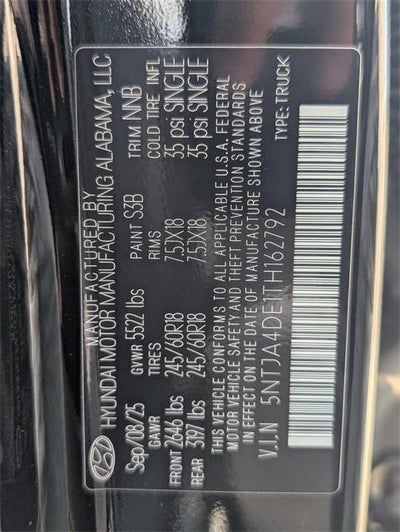 MANUFACTURED BY
HYUNDAI MOTOR MANUFACTURING ALABAMA, LLC
Sep/08/25 GVWR 5522 lbs PAINT S3B TRIM NNB
GAWR TIRES RIMS COLD TIRE INFL
FRONT 2646 lbs 245/60R18 7.5JX18 35 psi SINGLE
REAR 3197 lbs 245/60R18 7.5JX18 35 psi SINGLE
THIS VEHICLE CONFORMS TO ALL APPLICABLE U.S.A. FEDERAL
MOTOR VEHICLE SAFETY AND THEFT PREVENTION STANDARDS
IN EFFECT ON THE DATE OF MANUFACTURE SHOWN ABOVE
V.I.N 5NTJA4DE1TH162792 TYPE: TRUCK